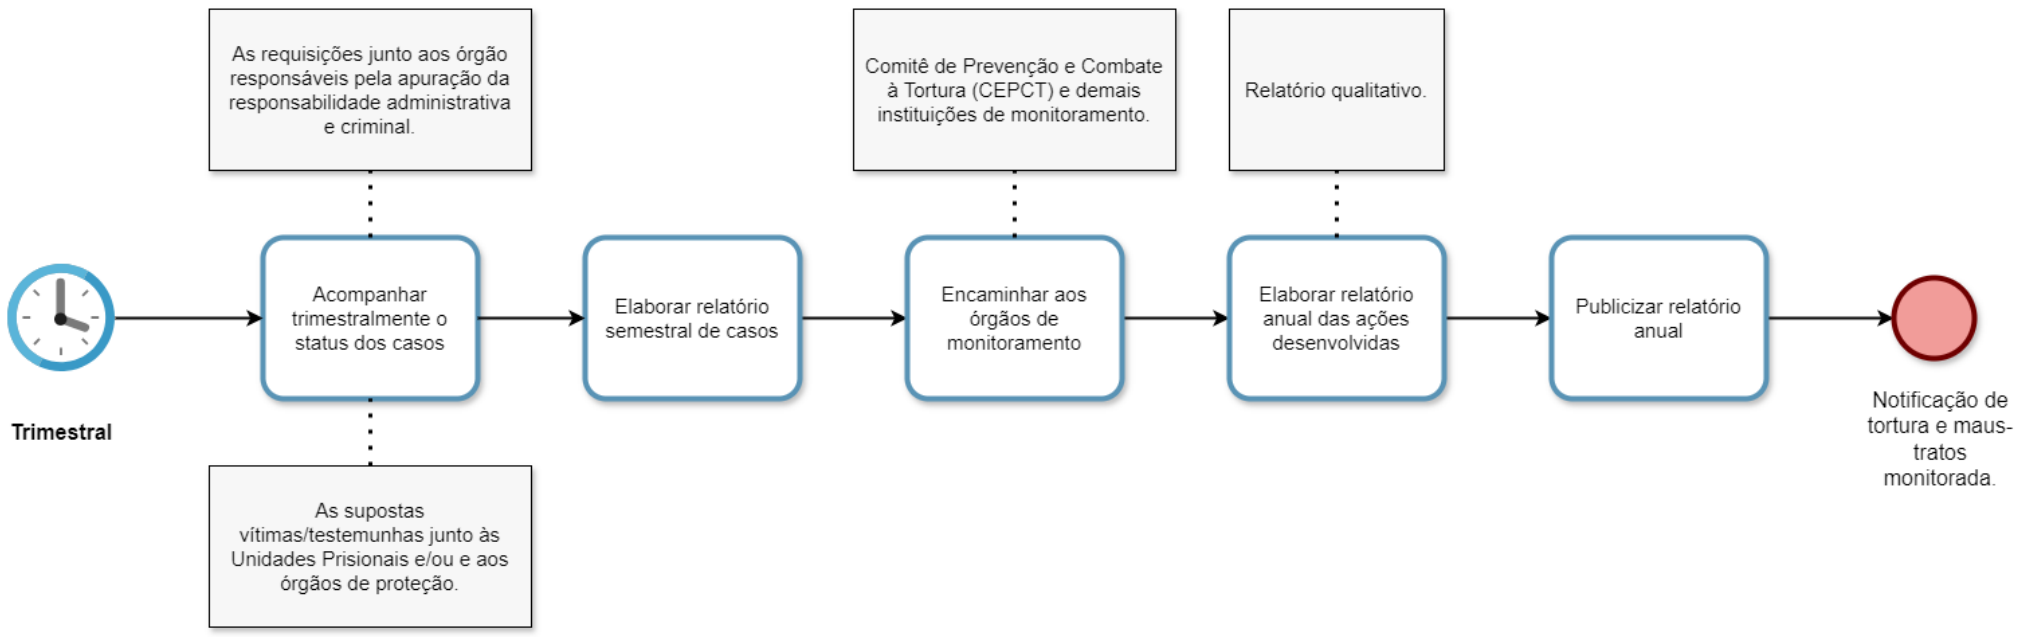 As requisições junto aos órgão
responsáveis pela apuração da
responsabilidade administrativa
e criminal.
Comitê de Prevenção e Combate
à Tortura (CEPCT) e demais
instituições de monitoramento.
Relatório qualitativo.
Trimestral
Acompanhar
trimestralmente o
status dos casos
Elaborar relatório
semestral de casos
Encaminhar aos
órgãos de
monitoramento
Elaborar relatório
anual das ações
desenvolvidas
Publicizar relatório
anual
Notificação de
tortura e maus-
tratos
monitorada.
As supostas
vítimas/testemunhas junto às
Unidades Prisionais e/ou e aos
órgãos de proteção.